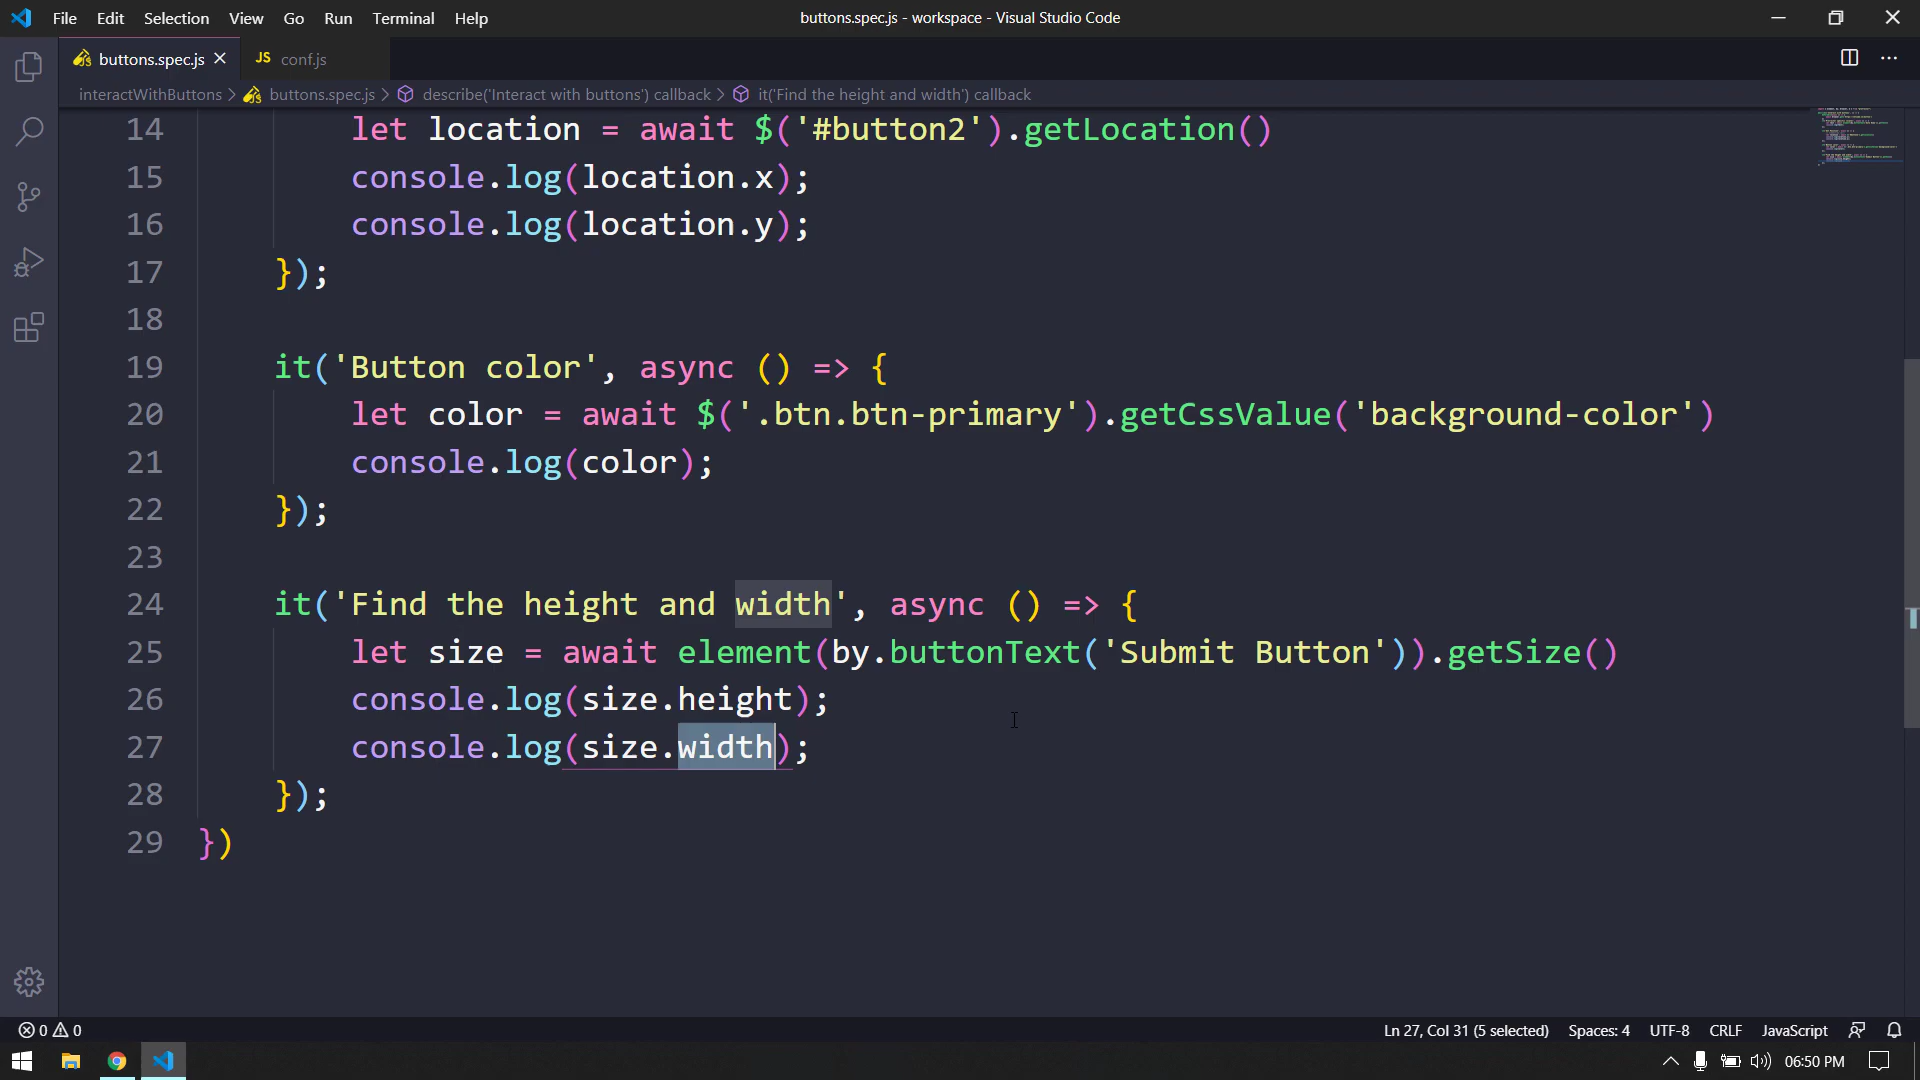 File Edit Selection View Go Run Terminal Help
buttons.spec.js - workspace - Visual Studio Code
buttons.spec.js
JS conf.js
interactWithButtons > buttons.spec.js > describe('Interact with buttons') callback > it('Find the height and width') callback
14 let location = await $('#button2').getLocation()
15 console.log(location.x);
16 console.log(location.y);
17 });
18
19 it('Button color', async () => {
20 let color = await $('.btn.btn-primary').getCssValue('background-color')
21 console.log(color);
22 });
23
24 it('Find the height and width', async () => {
25 let size = await element(by.buttonText('Submit Button')).getSize()
26 console.log(size.height);
27 console.log(size.width);
28 });
29 })
0 0
Ln 27, Col 31 (5 selected) Spaces: 4 UTF-8 CRLF JavaScript
06:50 PM